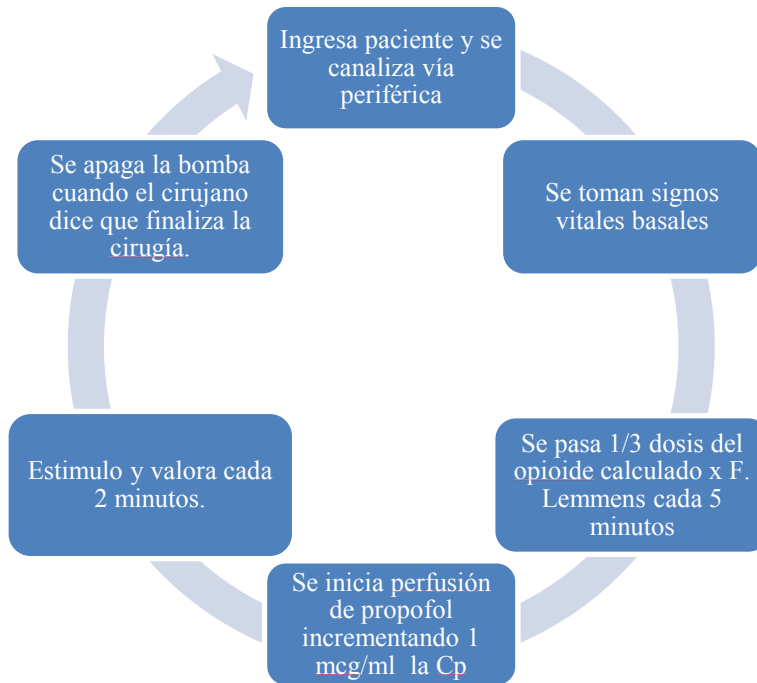 Ingresa paciente y se
canaliza vía
periférica
Se toman signos
vitales basales
Se pasa 1/3 dosis del
opioide calculado x F.
Lemmens cada 5
minutos
Se inicia perfusión
de propofol
incrementando 1
mcg/ml la Cp
Estimulo y valora cada
2 minutos.
Se apaga la bomba
cuando el cirujano
dice que finaliza la
cirugía.